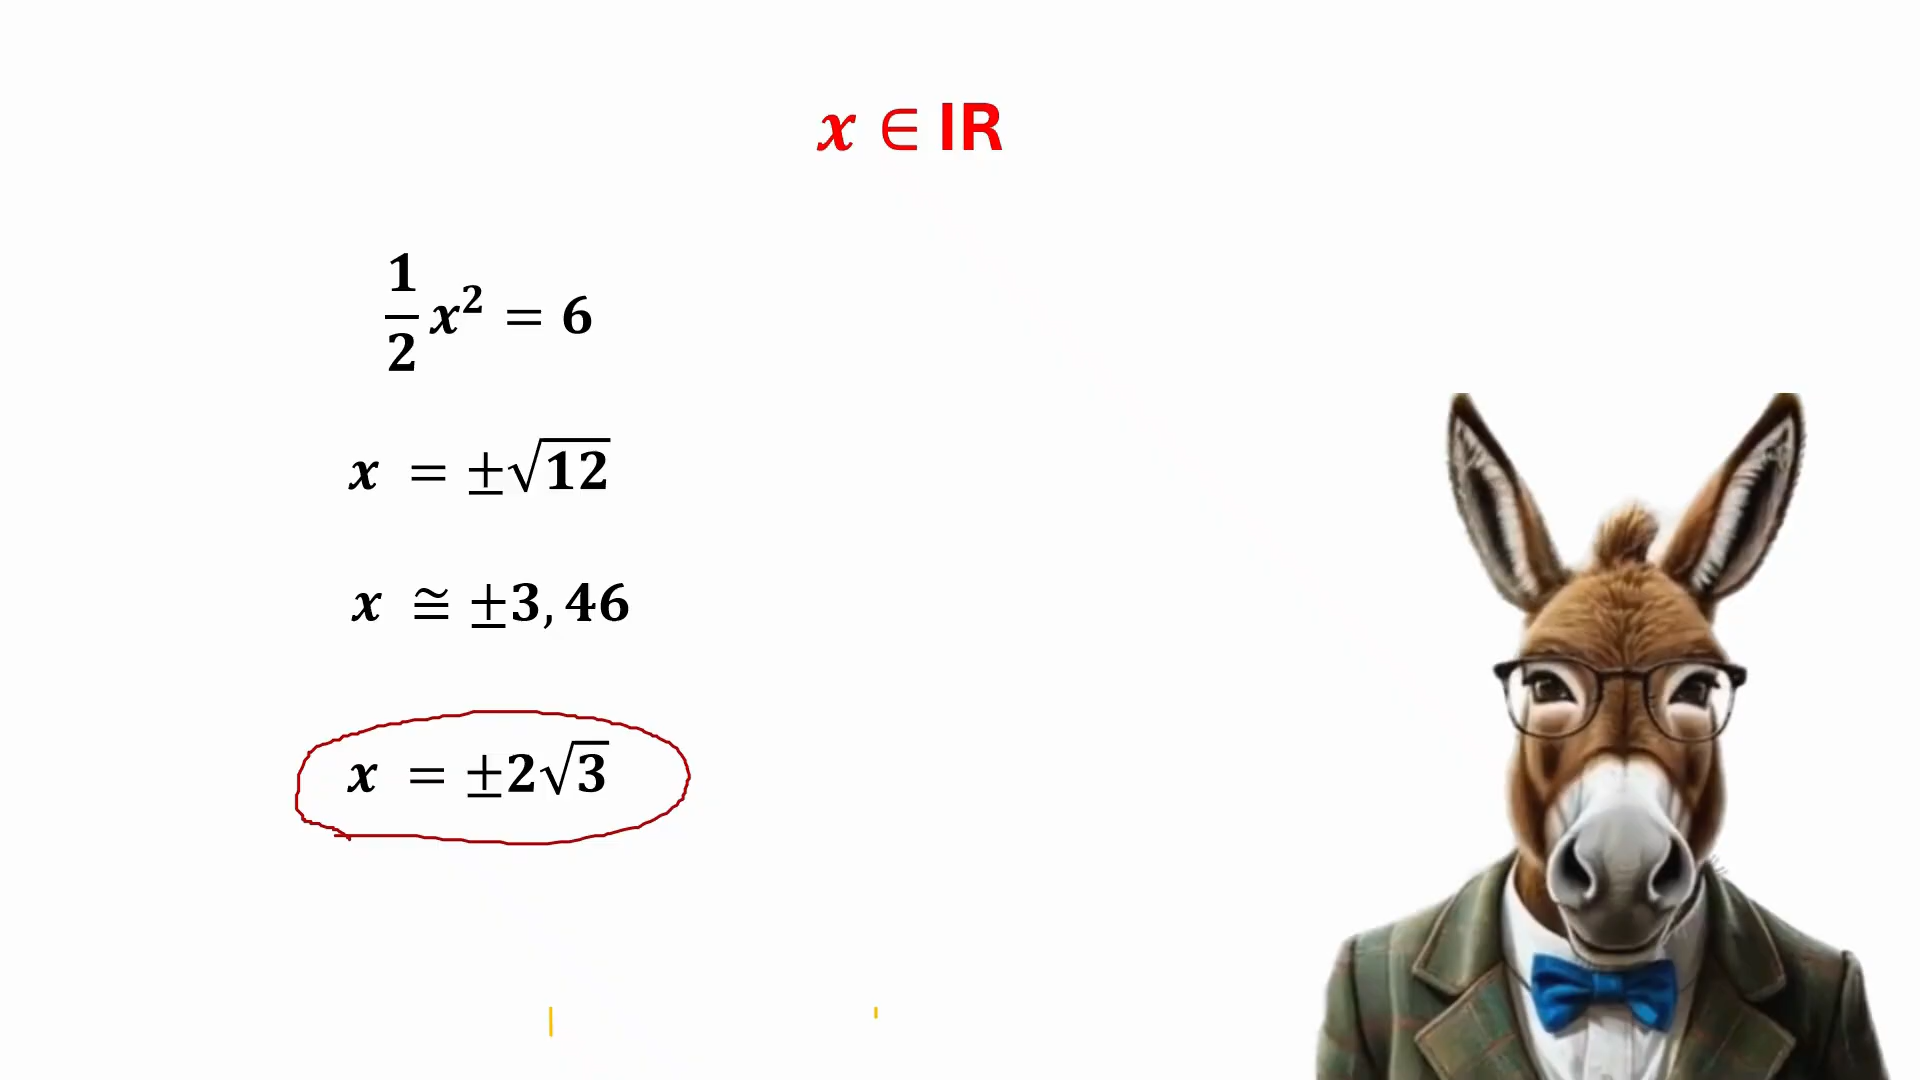 x ∈ IR
1/2 x² = 6
x = ±√12
x ≅ ±3,46
x = ±2√3